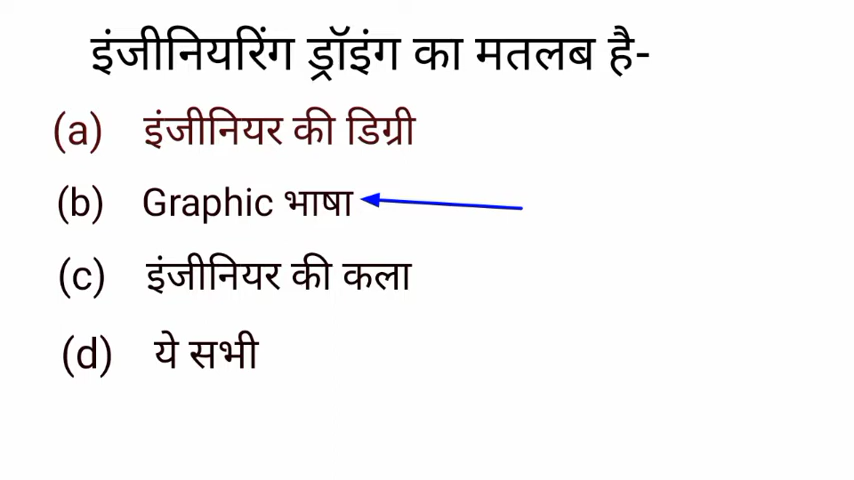 इंजीनियरिंग ड्रॉइंग का मतलब है-
(a) इंजीनियर की डिग्री
(b) Graphic भाषा
(c) इंजीनियर की कला
(d) ये सभी